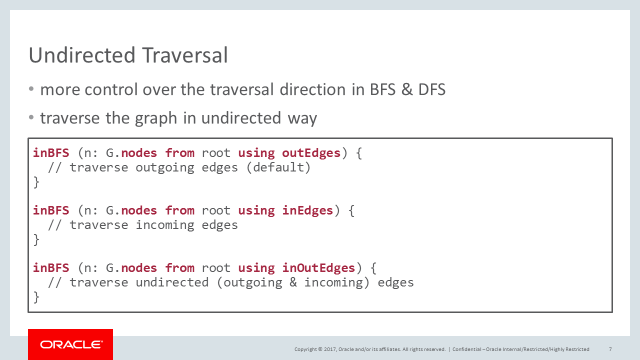 Undirected Traversal
• more control over the traversal direction in BFS & DFS
• traverse the graph in undirected way
inBFS (n: G.nodes from root using outEdges) {
// traverse outgoing edges (default)
}
inBFS (n: G.nodes from root using inEdges) {
// traverse incoming edges
}
inBFS (n: G.nodes from root using inOutEdges) {
// traverse undirected (outgoing & incoming) edges
}
ORACLE
Copyright © 2017, Oracle and/or its affiliates. All rights reserved. | Confidential – Oracle Internal/Restricted/Highly Restricted 7